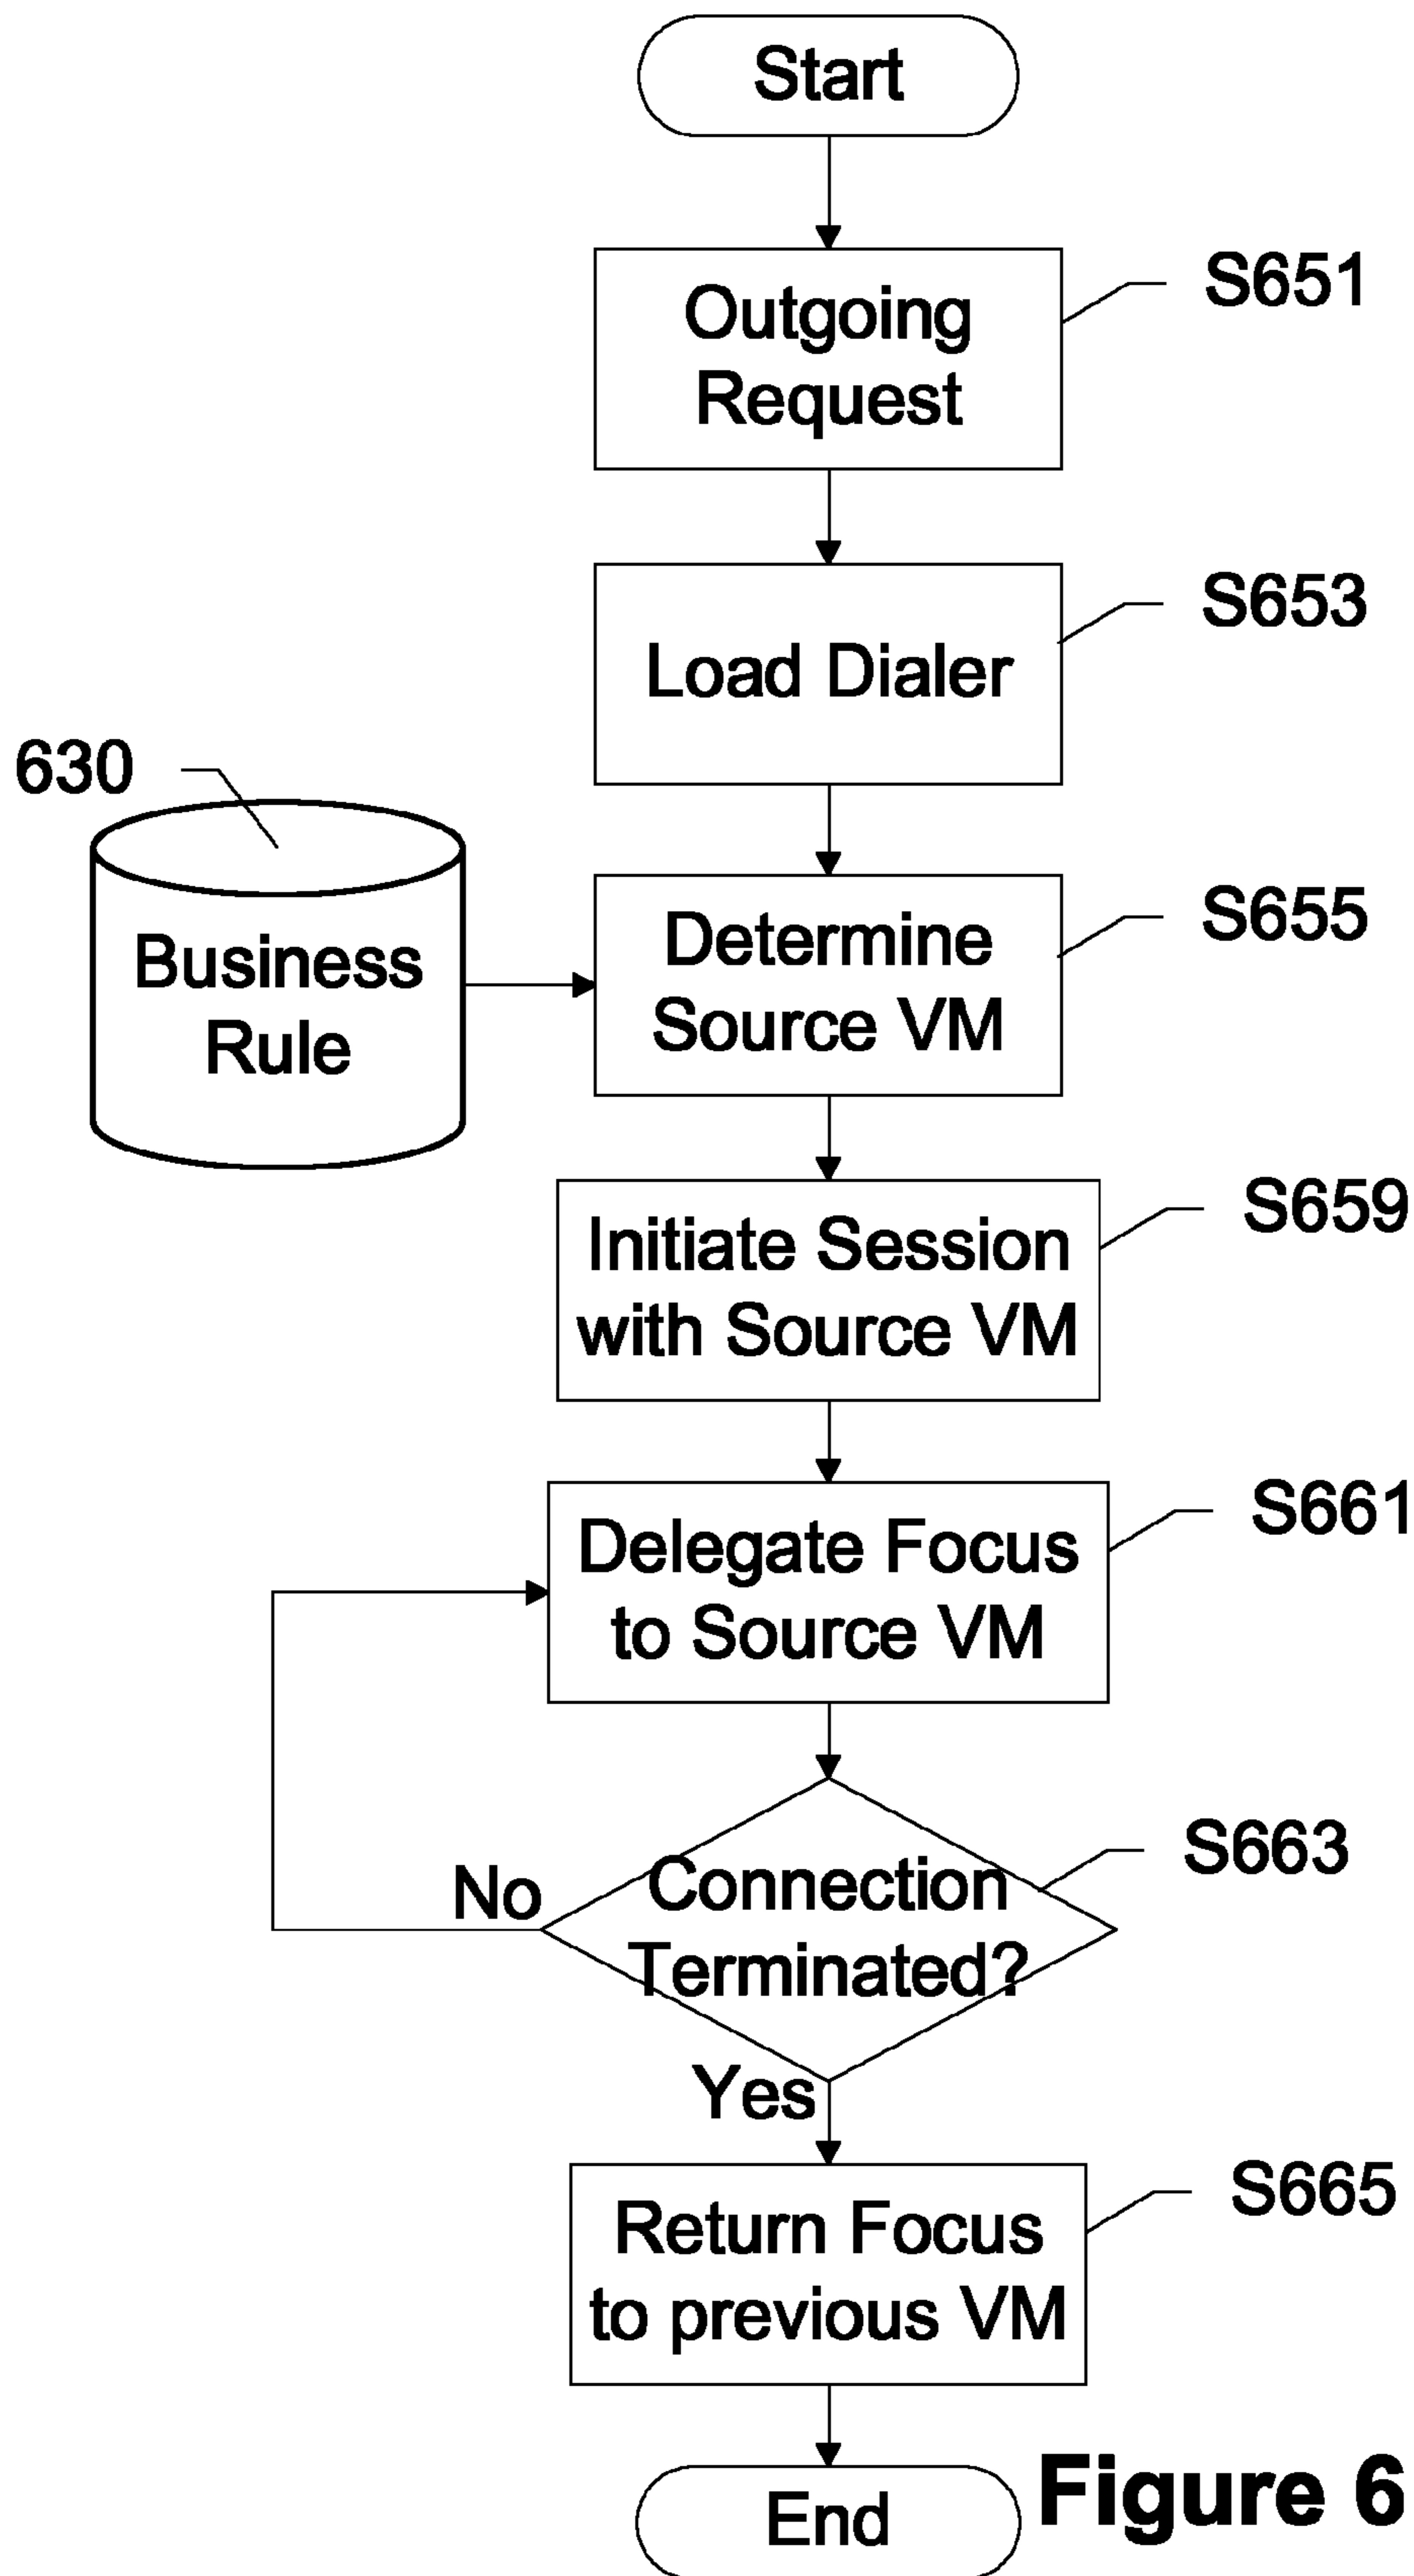 Start
Outgoing
Request
S651
Load Dialer
S653
630
Business
Rule
Determine
Source VM
S655
Initiate Session
with Source VM
S659
Delegate Focus
to Source VM
S661
Connection
Terminated?
S663
No
Yes
Return Focus
to previous VM
S665
End
Figure 6